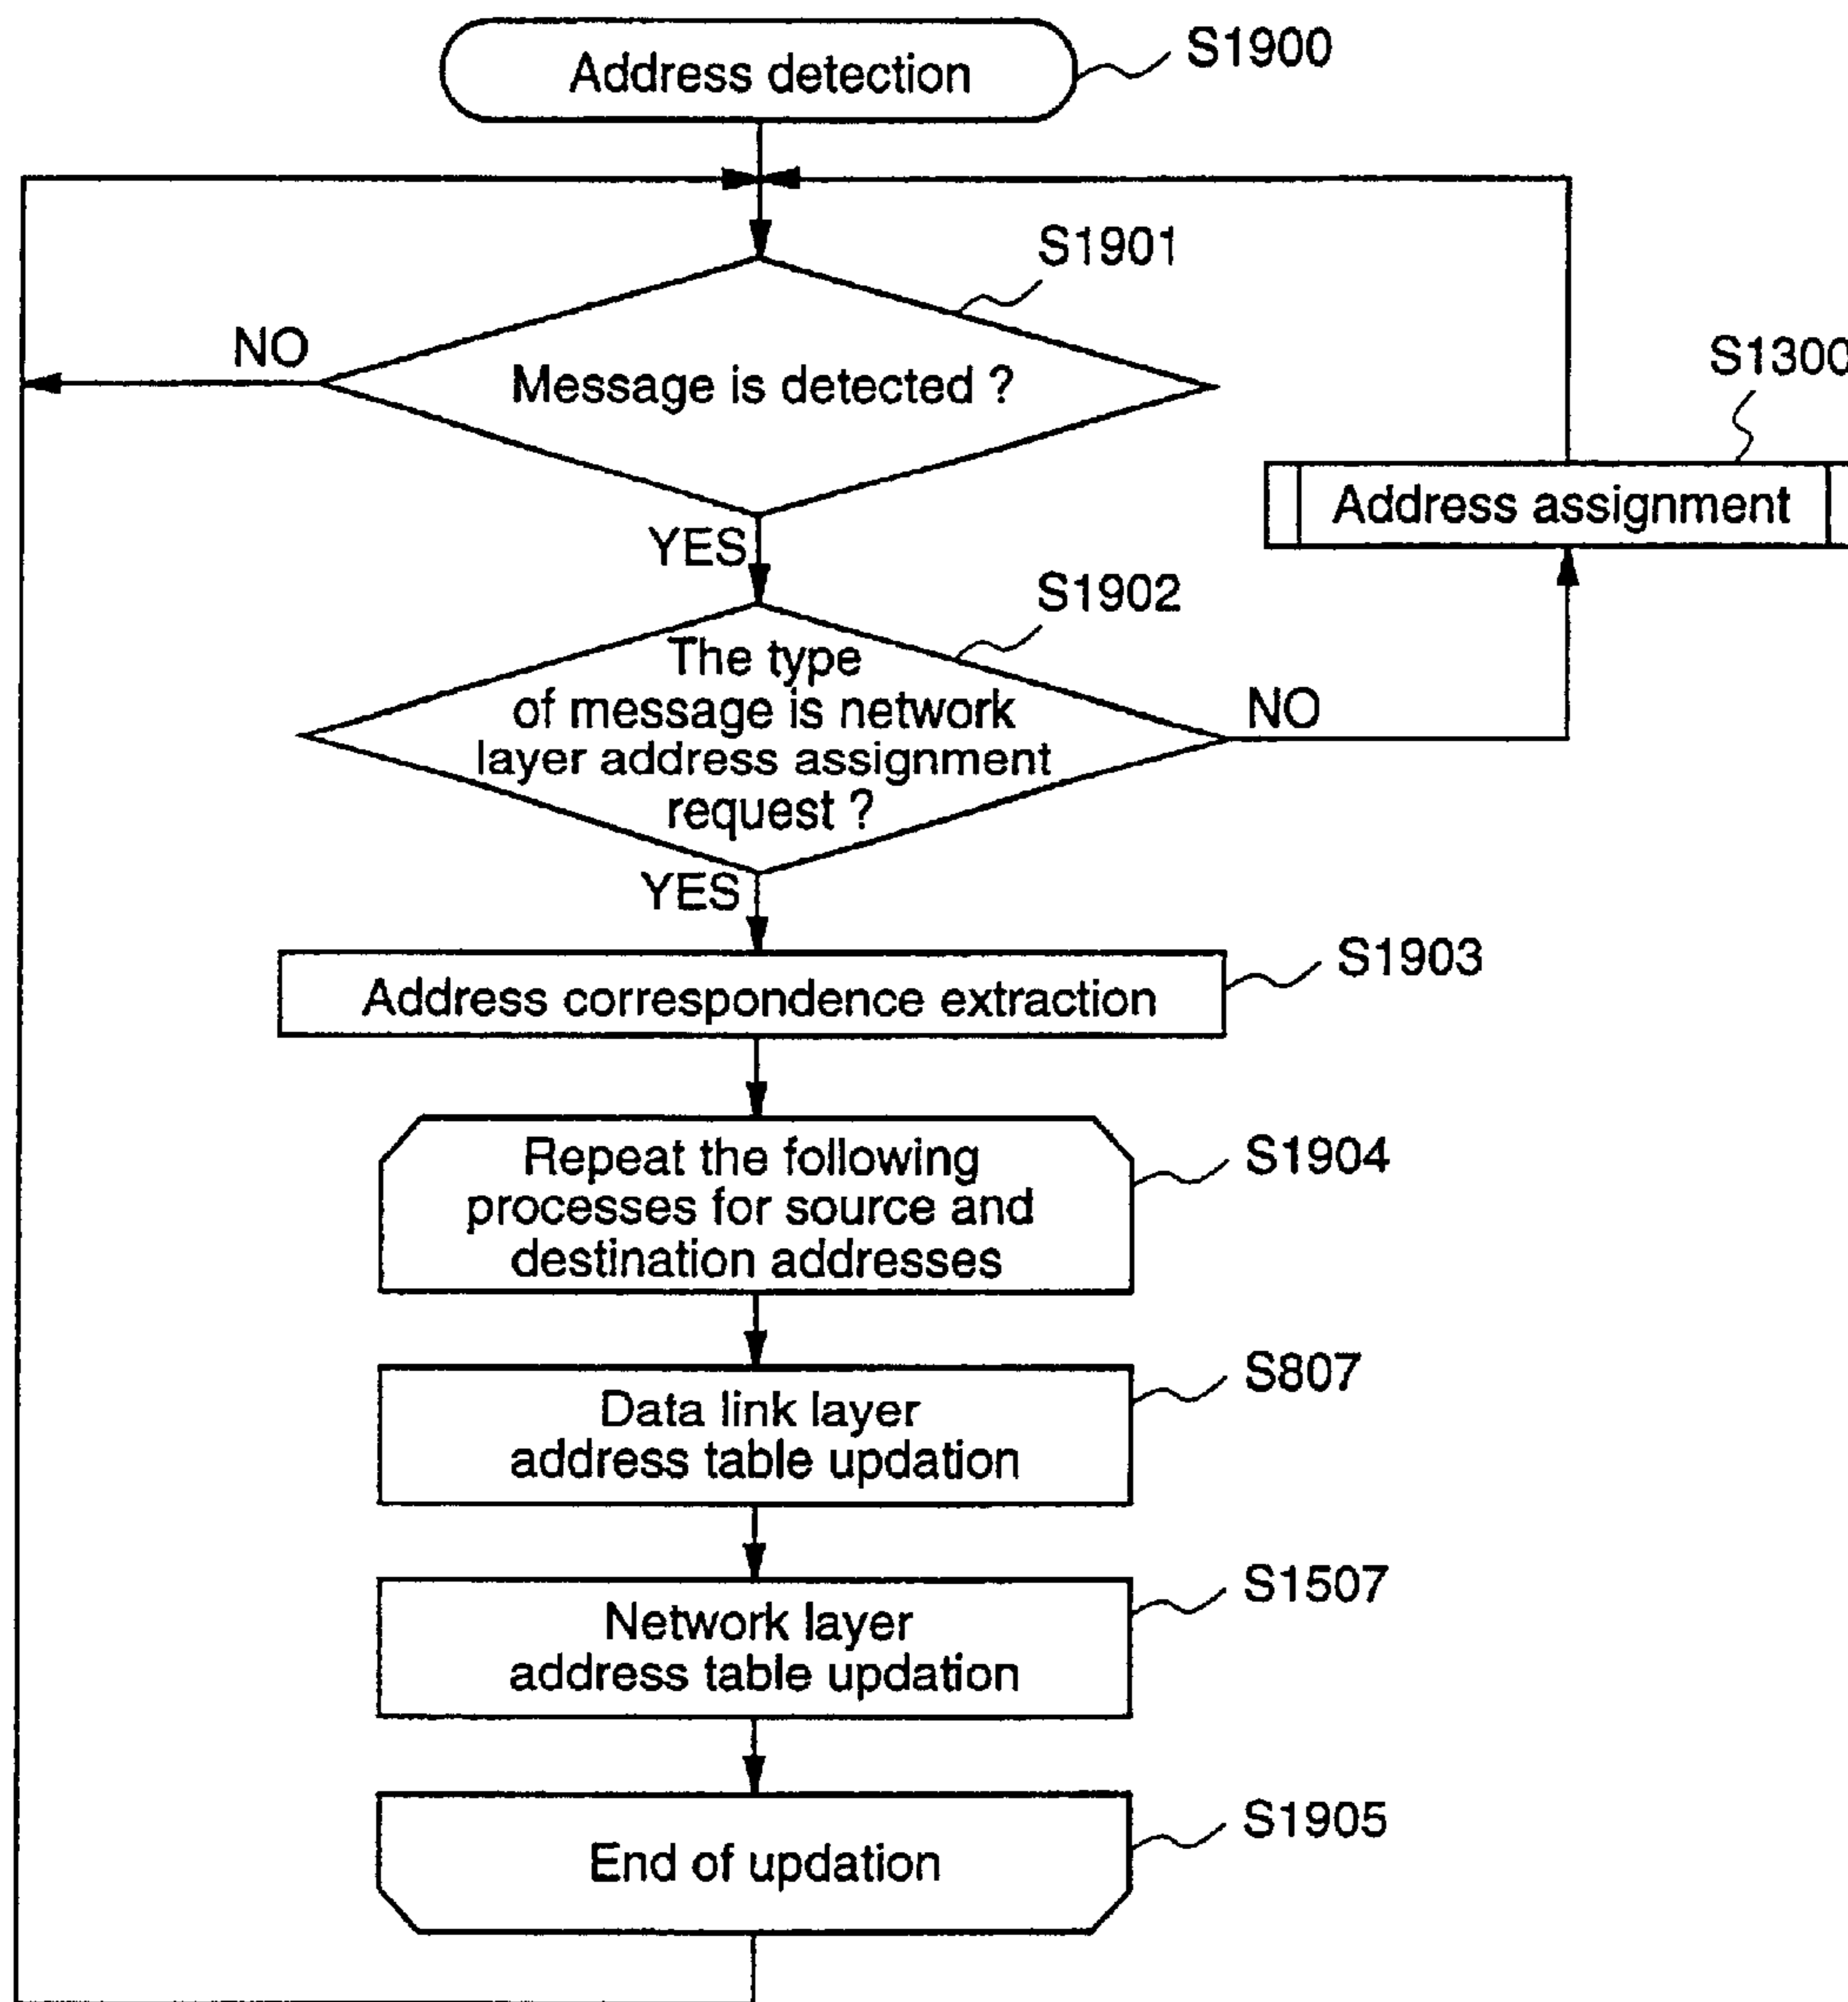 Address detection
S1900
S1901
Message is detected ?
NO
YES
S1300
Address assignment
S1902
The type
of message is network
layer address assignment
request ?
NO
YES
S1903
Address correspondence extraction
S1904
Repeat the following
processes for source and
destination addresses
S807
Data link layer
address table updation
S1507
Network layer
address table updation
S1905
End of updation